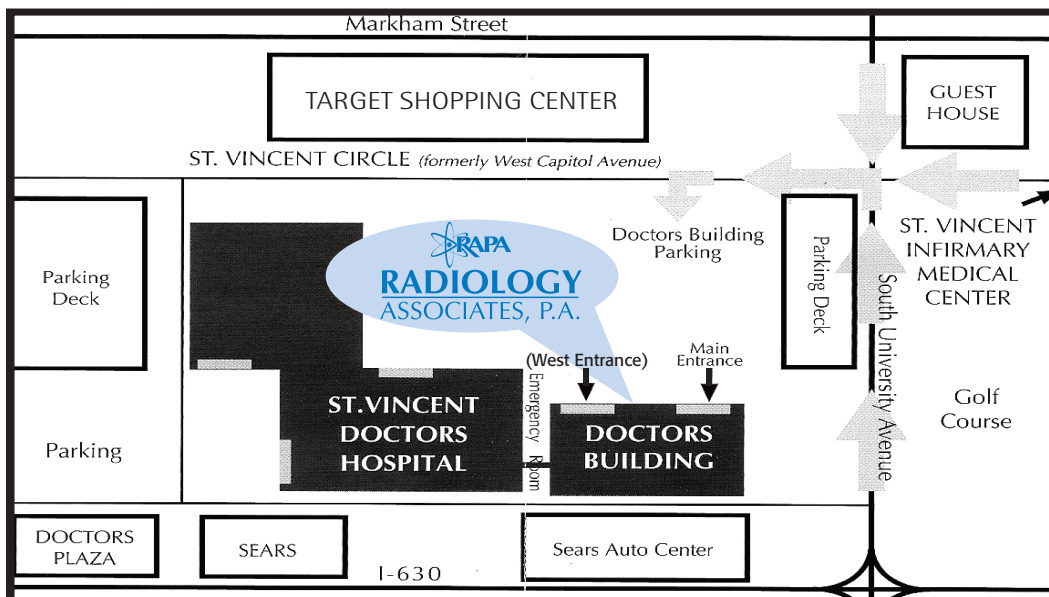 Markham Street
TARGET SHOPPING CENTER
GUEST
HOUSE
ST. VINCENT CIRCLE (formerly West Capitol Avenue)
Parking
Deck
RAPA
RADIOLOGY
ASSOCIATES, P.A.
Doctors Building
Parking
Parking Deck
South University Avenue
ST. VINCENT
INFIRMARY
MEDICAL
CENTER
(West Entrance)
Main
Entrance
Emergency Room
ST.VINCENT
DOCTORS
HOSPITAL
DOCTORS
BUILDING
Golf
Course
Parking
DOCTORS
PLAZA
SEARS
Sears Auto Center
I-630